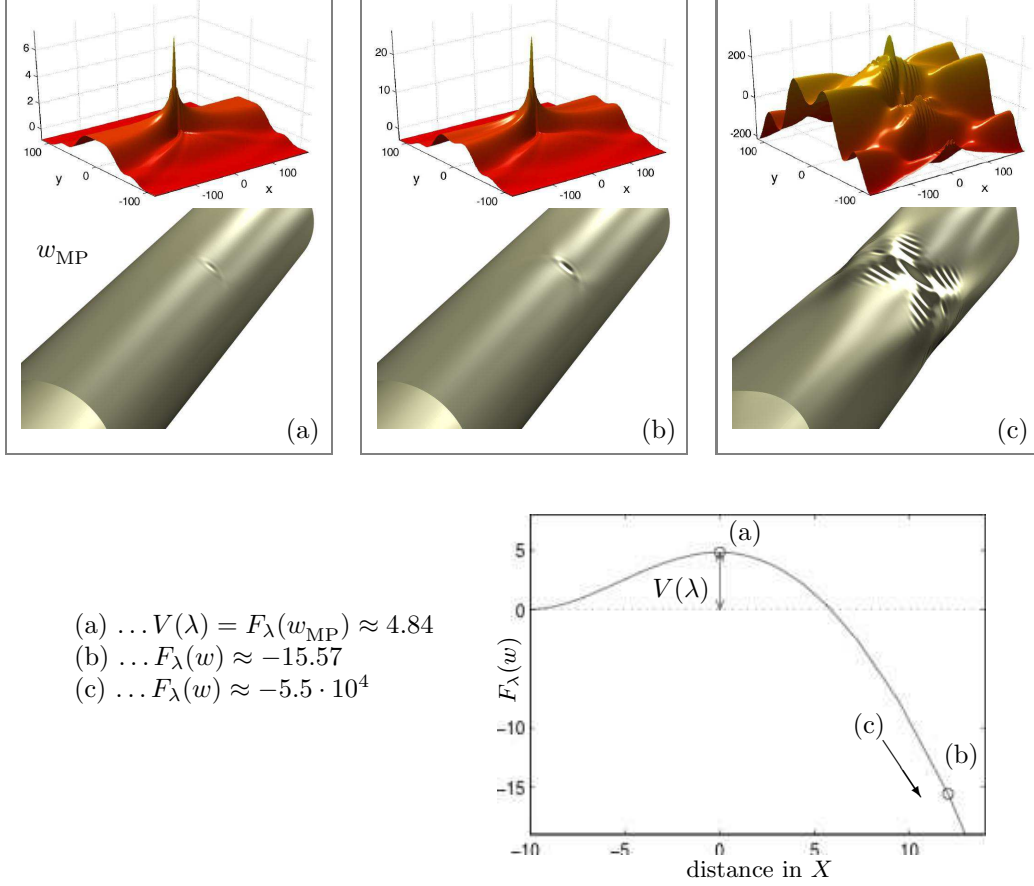 6
4
2
0
100
0
-100
y
-100
0
100
x
w_MP
(a)
20
10
0
100
0
-100
y
-100
0
100
x
(b)
200
0
-200
100
0
-100
y
-100
0
100
x
(c)
(a) … V(λ) = F_λ(w_MP) ≈ 4.84
(b) … F_λ(w) ≈ −15.57
(c) … F_λ(w) ≈ −5.5 · 10^4
5
0
−10
−15
F_λ(w)
(a)
V(λ)
(c)
(b)
−10
−5
0
5
10
distance in X